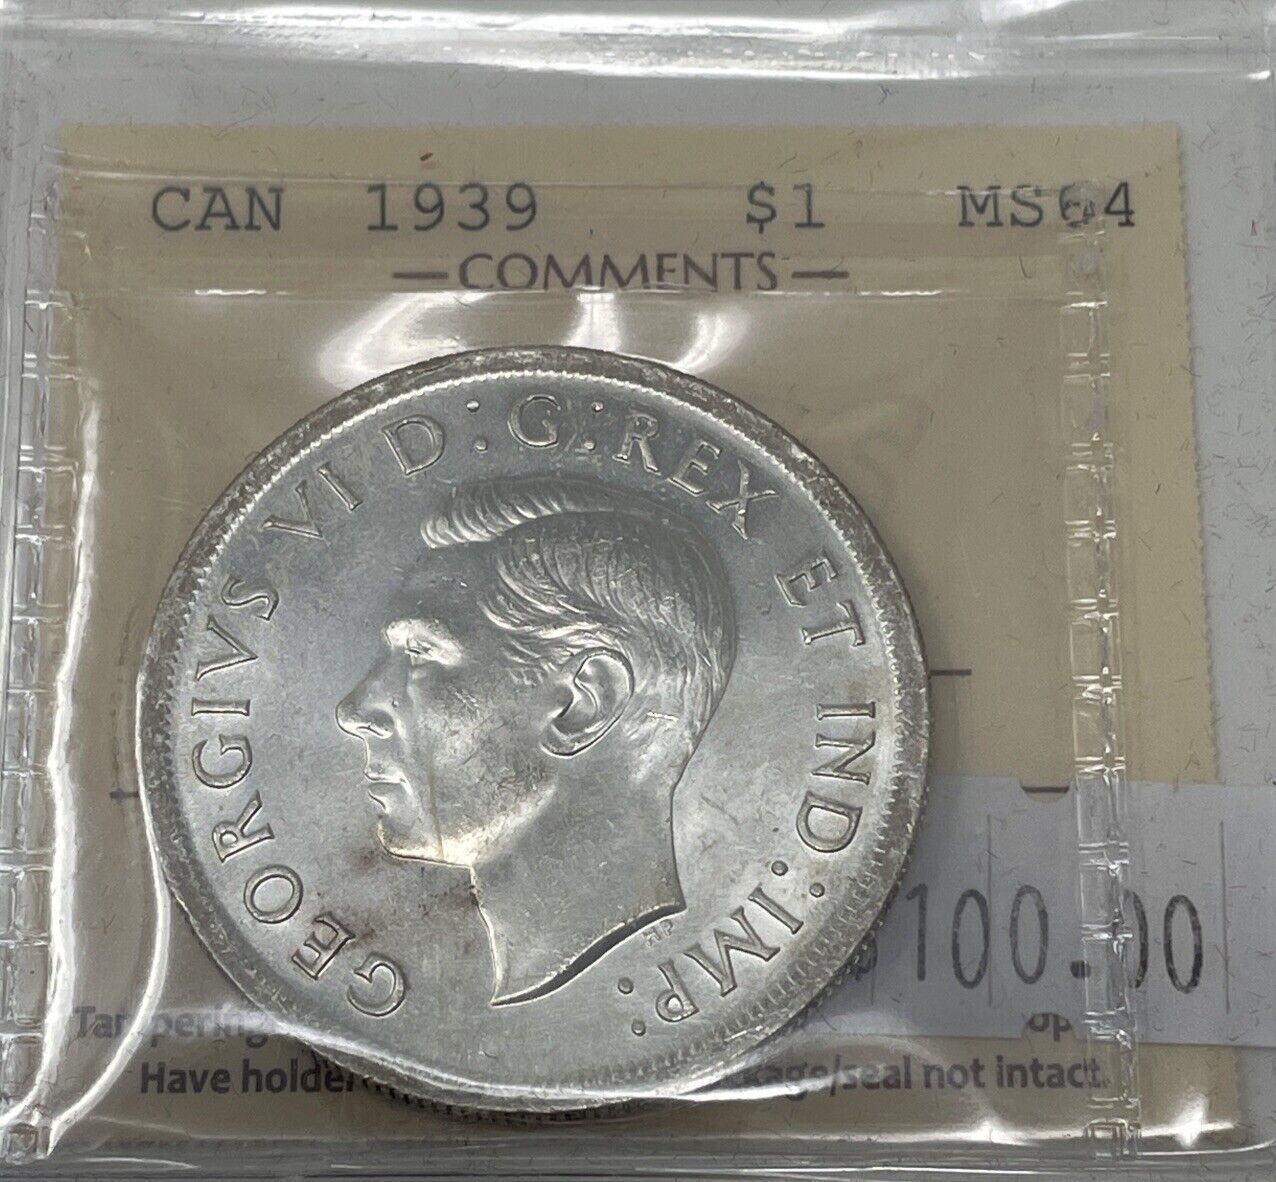 CAN 1939 $1 MS64
COMMENTS
GEORGIVS VI D:G:REX ET IND:IMP:
HP
100.00
Tampering
Have holder
/seal not intact.